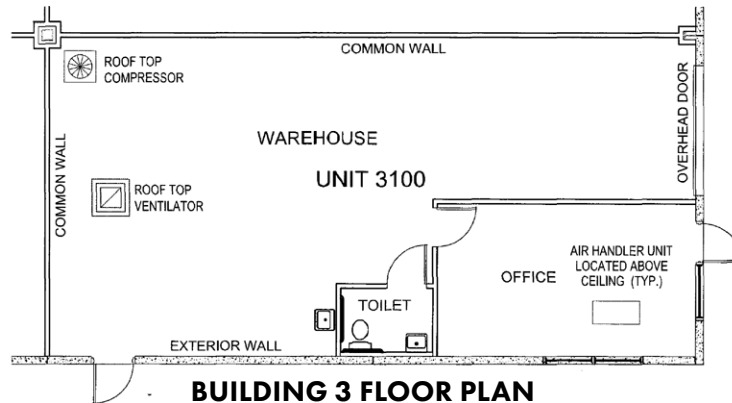 COMMON WALL
ROOF TOP
COMPRESSOR
OVERHEAD DOOR
WAREHOUSE
COMMON WALL
UNIT 3100
ROOF TOP
VENTILATOR
AIR HANDLER UNIT
LOCATED ABOVE
CEILING (TYP.)
OFFICE
TOILET
EXTERIOR WALL
BUILDING 3 FLOOR PLAN